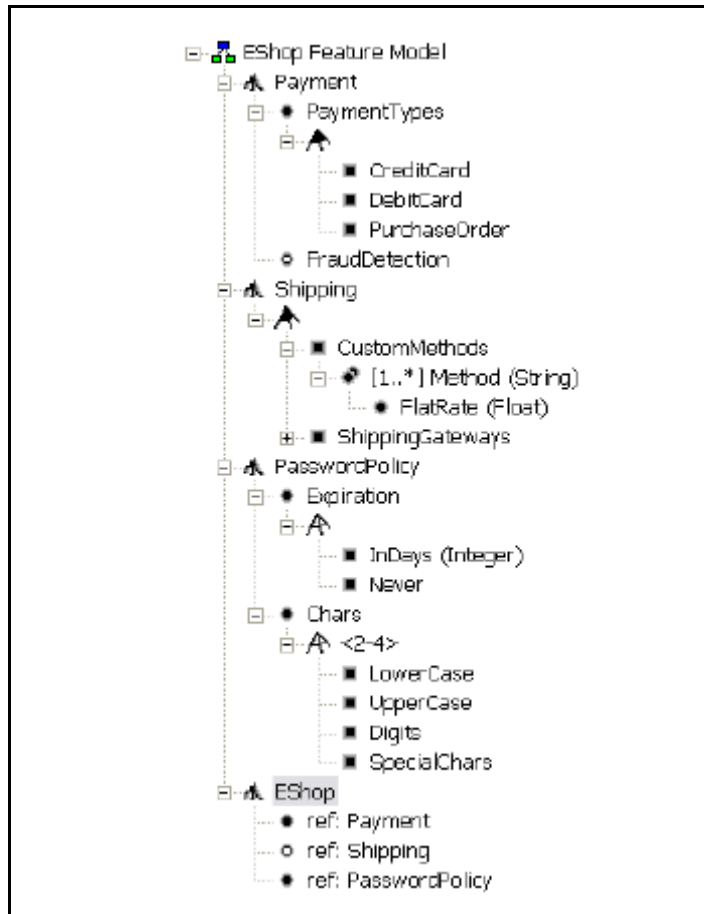 EShop Feature Model
Payment
PaymentTypes
CreditCard
DebitCard
PurchaseOrder
FraudDetection
Shipping
CustomMethods
[1..*] Method (String)
FlatRate (Float)
ShippingGateways
PasswordPolicy
Expiration
InDays (Integer)
Never
Chars
<2-4>
LowerCase
UpperCase
Digits
SpecialChars
EShop
ref: Payment
ref: Shipping
ref: PasswordPolicy